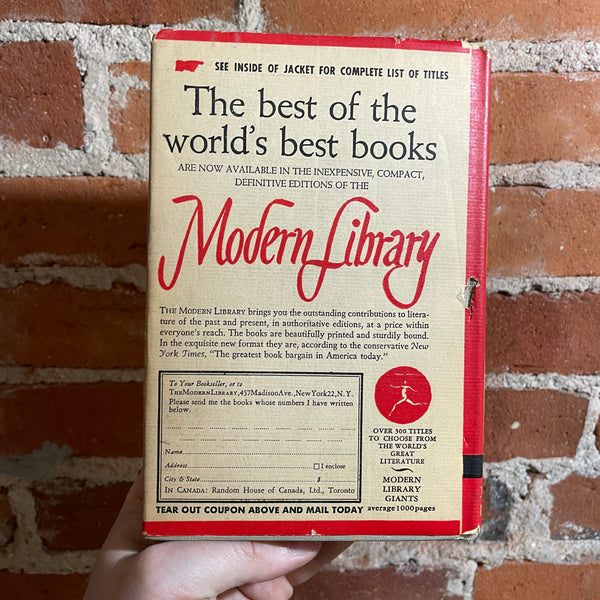 SEE INSIDE OF JACKET FOR COMPLETE LIST OF TITLES
The best of the
world's best books
ARE NOW AVAILABLE IN THE INEXPENSIVE, COMPACT,
DEFINITIVE EDITIONS OF THE
Modern Library
THE MODERN LIBRARY brings you the outstanding contributions to litera-
ture of the past and present, in authoritative editions, at a price within
everyone's reach. The books are beautifully printed and sturdily bound.
In the exquisite new format they are, according to the conservative New
York Times, "The greatest book bargain in America today."
To Your Bookseller, or to
THE MODERN LIBRARY, 457 Madison Ave., New York 22, N. Y.
Please send me the books whose numbers I have written
below.
Name
Address I enclose
City & State $
IN CANADA: Random House of Canada, Ltd., Toronto
TEAR OUT COUPON ABOVE AND MAIL TODAY
OVER 300 TITLES
TO CHOOSE FROM
THE WORLD'S
GREAT
LITERATURE
MODERN
LIBRARY
GIANTS
average 1000 pages